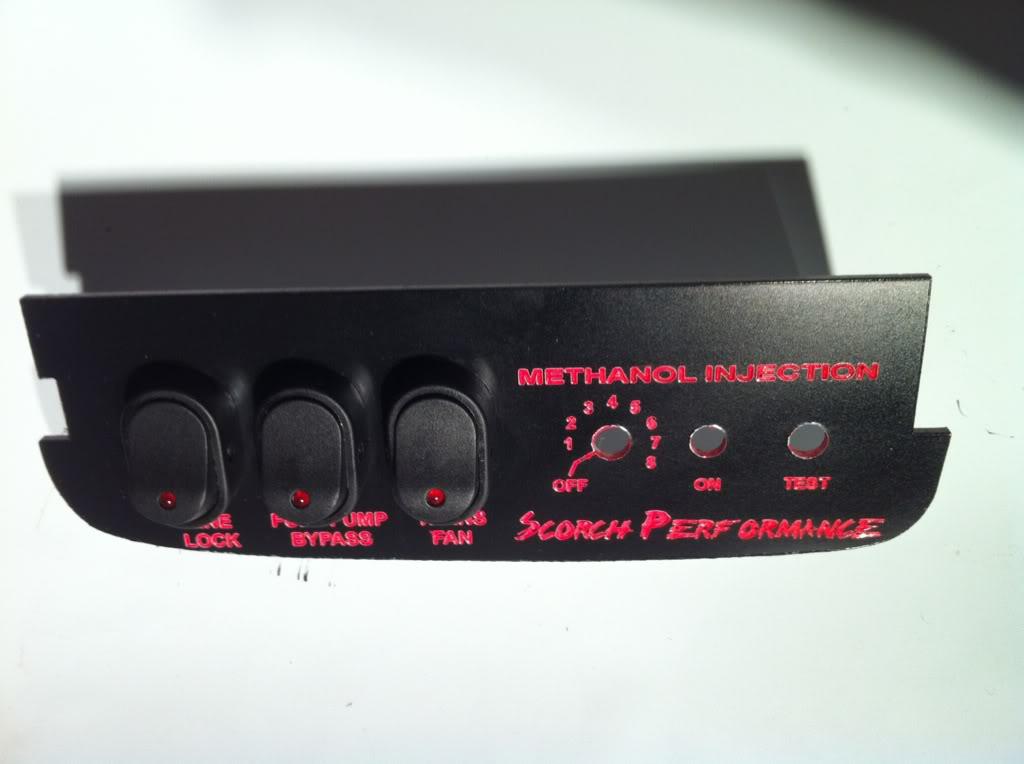 METHANOL INJECTION
1 2 3 4 5 6 7 8
OFF
ON
TEST
LOCK
PUMP
BYPASS
FAN
SCORCH PERFORMANCE